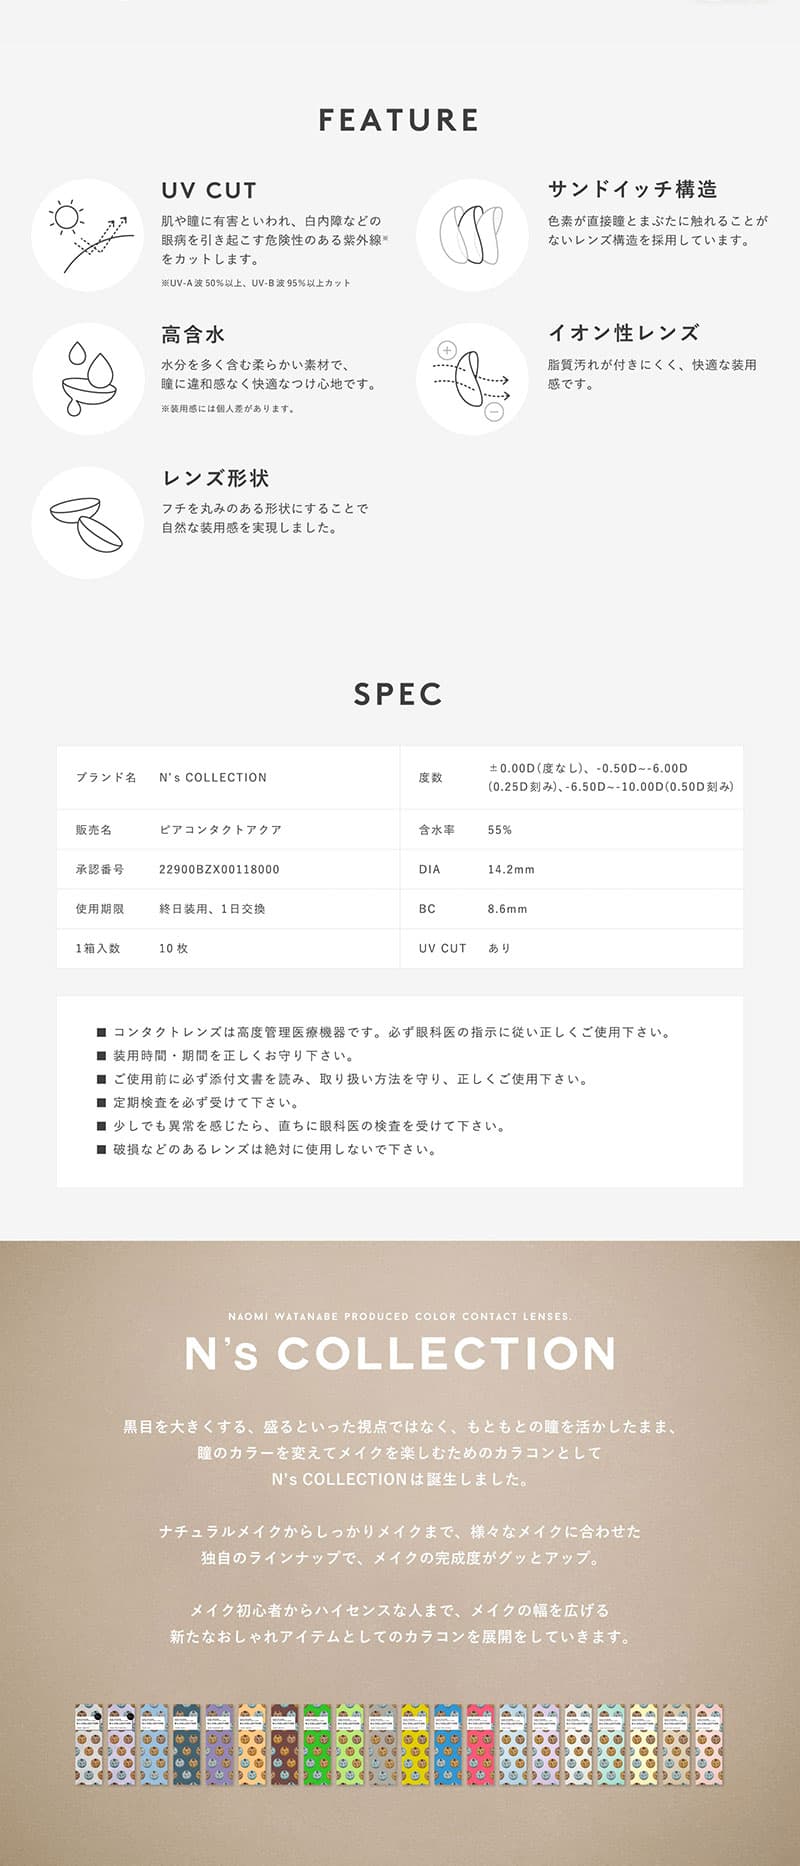 FEATURE
UV CUT
肌や瞳に有害といわれ、白内障などの
眼病を引き起こす危険性のある紫外線※
をカットします。
※UV-A波50%以上、UV-B波95%以上カット
サンドイッチ構造
色素が直接瞳とまぶたに触れることが
ないレンズ構造を採用しています。
高含水
水分を多く含む柔らかい素材で、
瞳に違和感なく快適なつけ心地です。
※装用感には個人差があります。
イオン性レンズ
脂質汚れが付きにくく、快適な装用
感です。
レンズ形状
フチを丸みのある形状にすることで
自然な装用感を実現しました。
SPEC
ブランド名 N's COLLECTION
度数 ±0.00D(度なし)、-0.50D~-6.00D
(0.25D刻み)、-6.50D~-10.00D(0.50D刻み)
販売名 ピアコンタクトアクア
含水率 55%
承認番号 22900BZX00118000
DIA 14.2mm
使用期限 終日装用、1日交換
BC 8.6mm
1箱入数 10枚
UV CUT あり
■ コンタクトレンズは高度管理医療機器です。必ず眼科医の指示に従い正しくご使用下さい。
■ 装用時間・期間を正しくお守り下さい。
■ ご使用前に必ず添付文書を読み、取り扱い方法を守り、正しくご使用下さい。
■ 定期検査を必ず受けて下さい。
■ 少しでも異常を感じたら、直ちに眼科医の検査を受けて下さい。
■ 破損などのあるレンズは絶対に使用しないで下さい。
NAOMI WATANABE PRODUCED COLOR CONTACT LENSES.
N's COLLECTION
黒目を大きくする、盛るといった視点ではなく、もともとの瞳を活かしたまま、
瞳のカラーを変えてメイクを楽しむためのカラコンとして
N's COLLECTIONは誕生しました。
ナチュラルメイクからしっかりメイクまで、様々なメイクに合わせた
独自のラインナップで、メイクの完成度がグッとアップ。
メイク初心者からハイセンスな人まで、メイクの幅を広げる
新たなおしゃれアイテムとしてのカラコンを展開をしていきます。